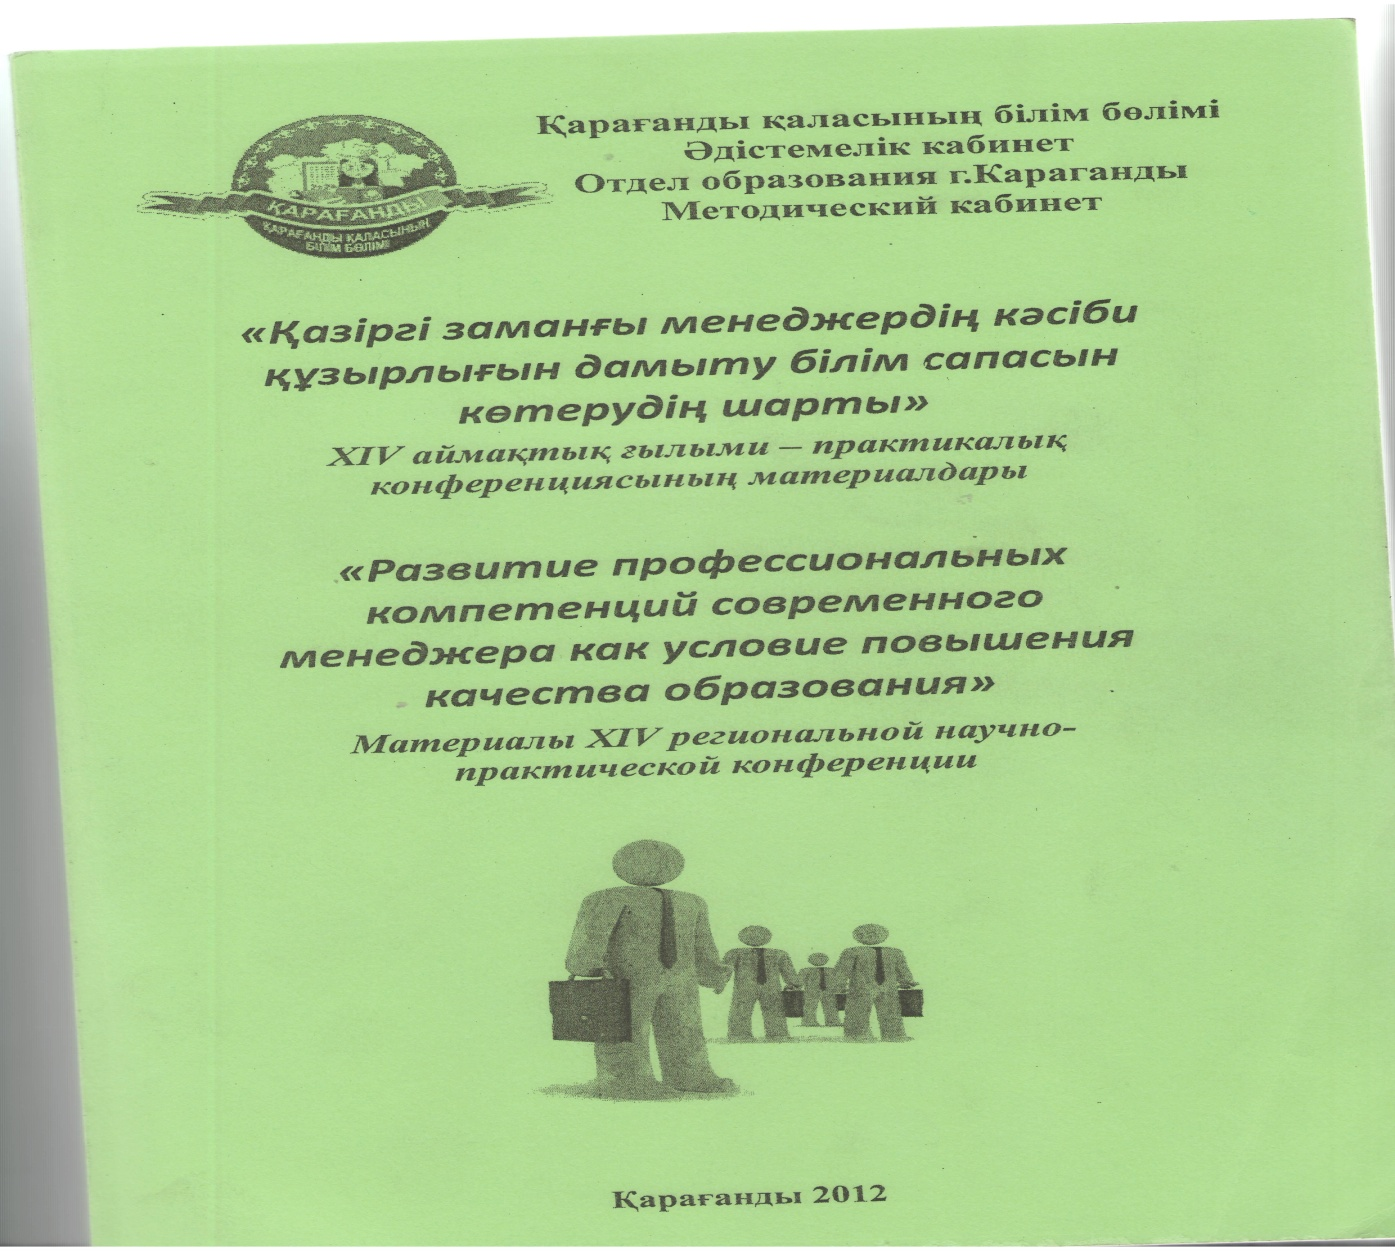 Қарағанды қаласының білім бөлімі
Әдістемелік кабинет
Отдел образования г.Караганды
Методический кабинет
ҚАРАҒАНДЫ
ҚАРАҒАНДЫ ҚАЛАСЫНЫҢ
БІЛІМ БӨЛІМІ
«Қазіргі заманғы менеджердің кәсіби
құзырлығын дамыту білім сапасын
көтерудің шарты»
XIV аймақтық ғылыми – практикалық
конференциясының материалдары
«Развитие профессиональных
компетенций современного
менеджера как условие повышения
качества образования»
Материалы XIV региональной научно-
практической конференции
Қарағанды 2012